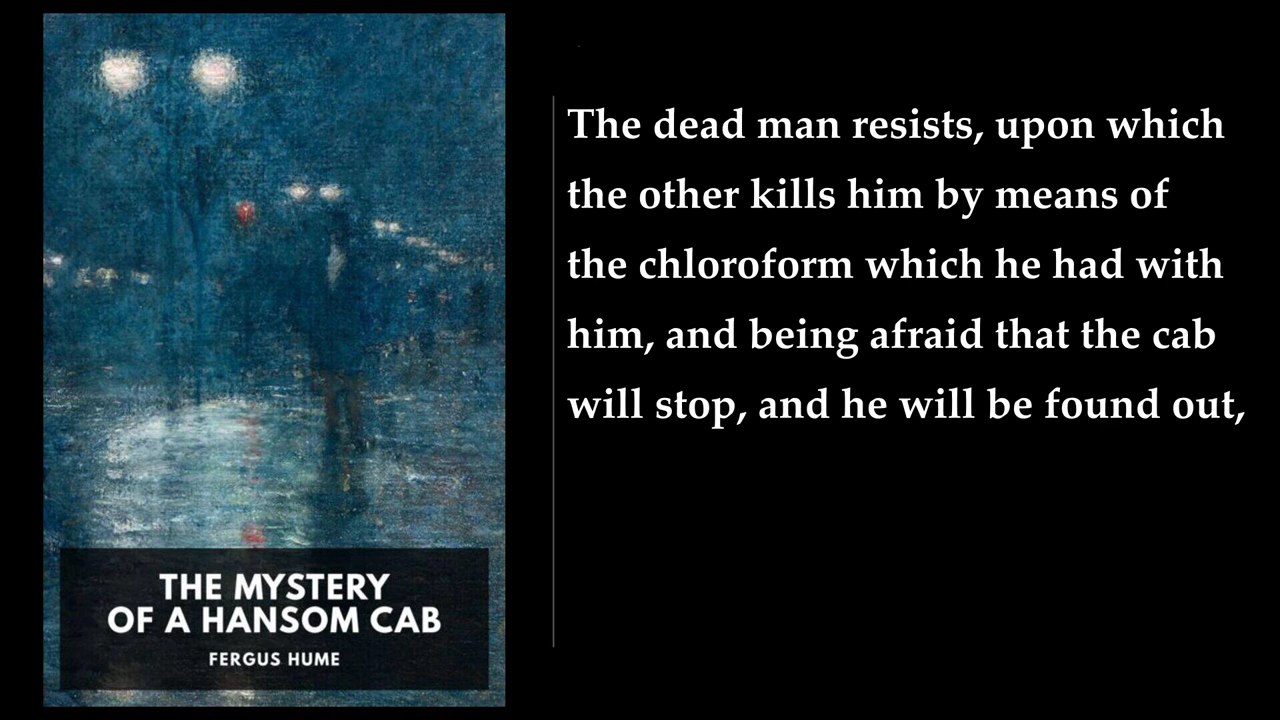 The dead man resists, upon which
the other kills him by means of
the chloroform which he had with
him, and being afraid that the cab
will stop, and he will be found out,
THE MYSTERY
OF A HANSOM CAB
FERGUS HUME